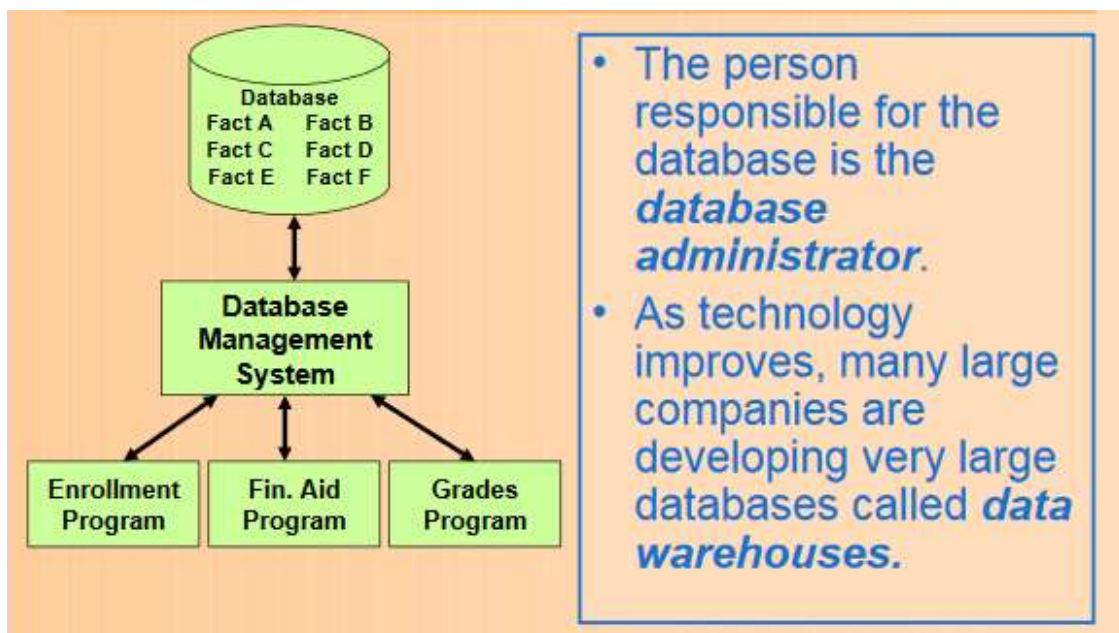 Database
Fact A Fact B
Fact C Fact D
Fact E Fact F
Database
Management
System
Enrollment
Program
Fin. Aid
Program
Grades
Program
• The person
responsible for the
database is the
database
administrator.
• As technology
improves, many large
companies are
developing very large
databases called data
warehouses.